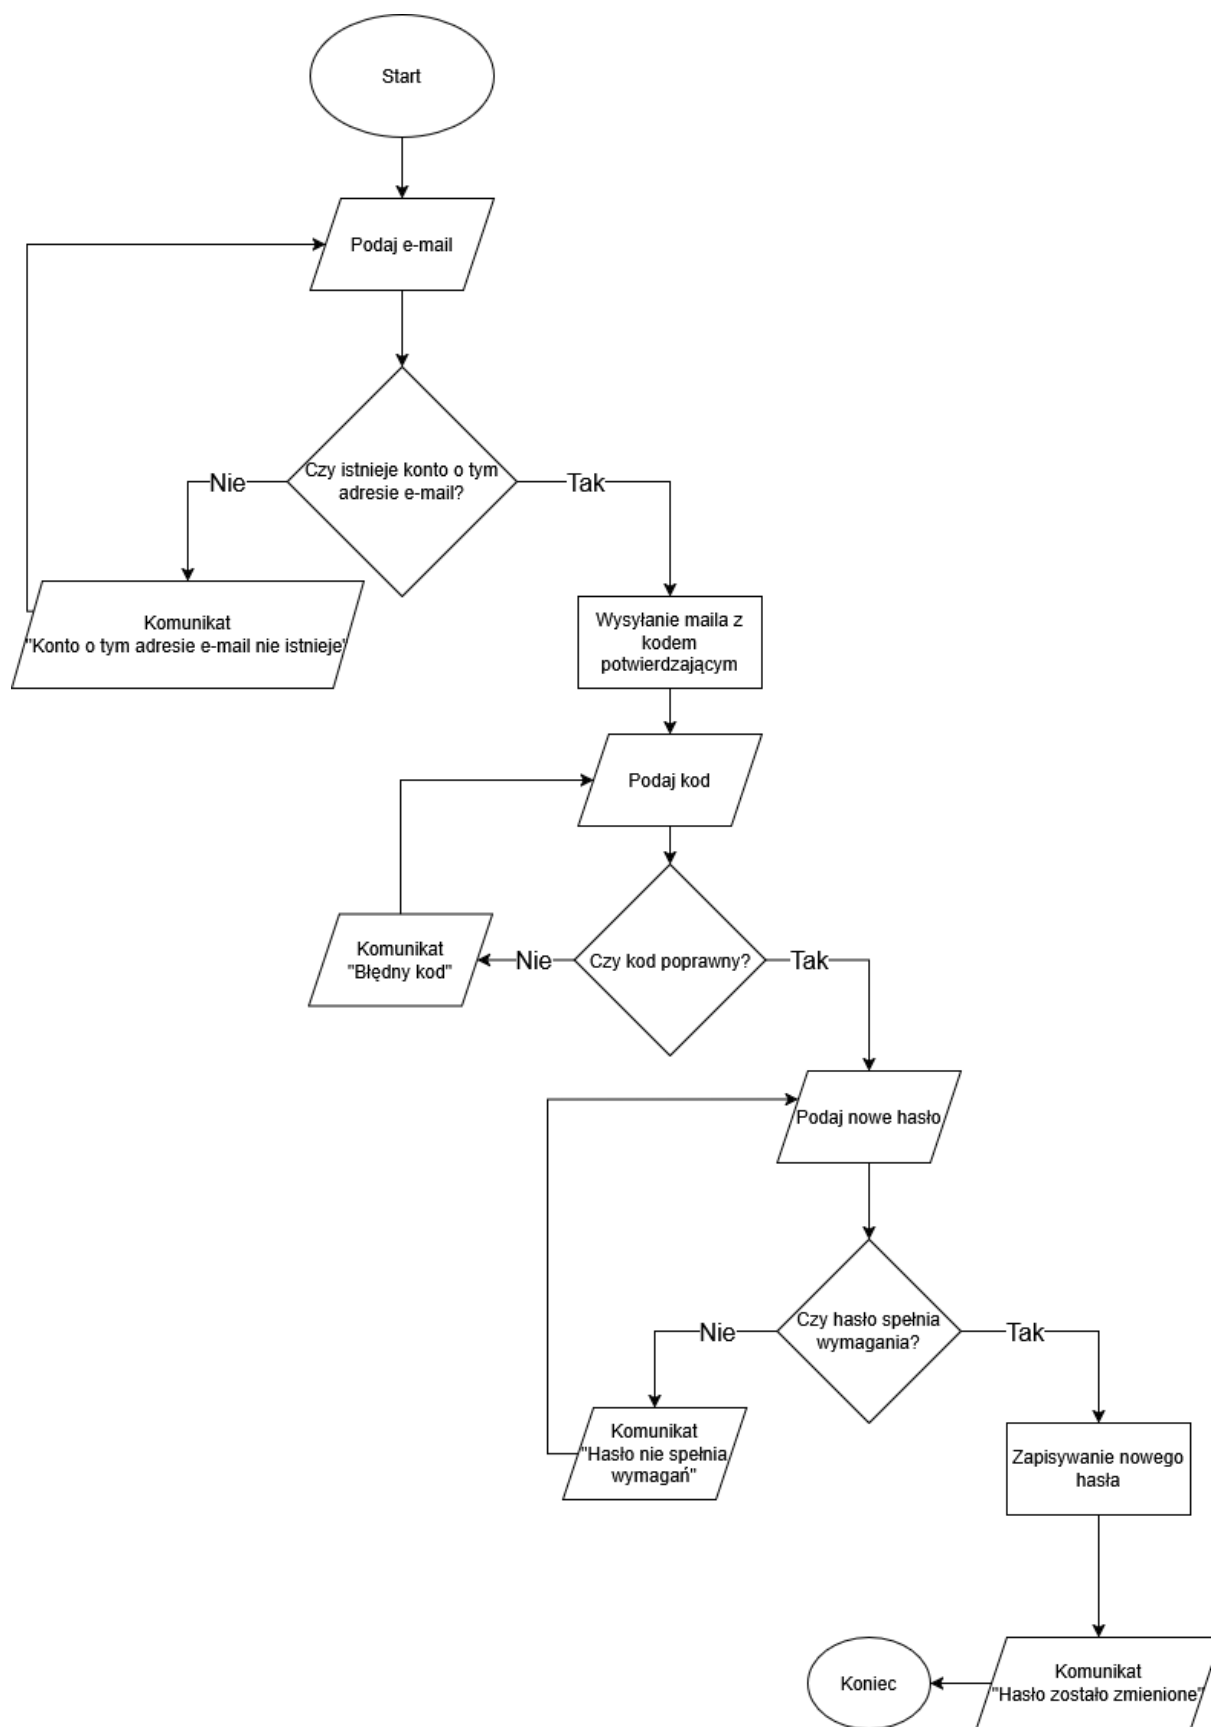 Start
Podaj e-mail
Czy istnieje konto o tym
adresie e-mail?
Nie
Tak
Komunikat
"Konto o tym adresie e-mail nie istnieje"
Wysyłanie maila z
kodem
potwierdzającym
Podaj kod
Komunikat
"Błędny kod"
Nie
Czy kod poprawny?
Tak
Podaj nowe hasło
Czy hasło spełnia
wymagania?
Nie
Tak
Komunikat
"Hasło nie spełnia
wymagań"
Zapisywanie nowego
hasła
Koniec
Komunikat
"Hasło zostało zmienione"